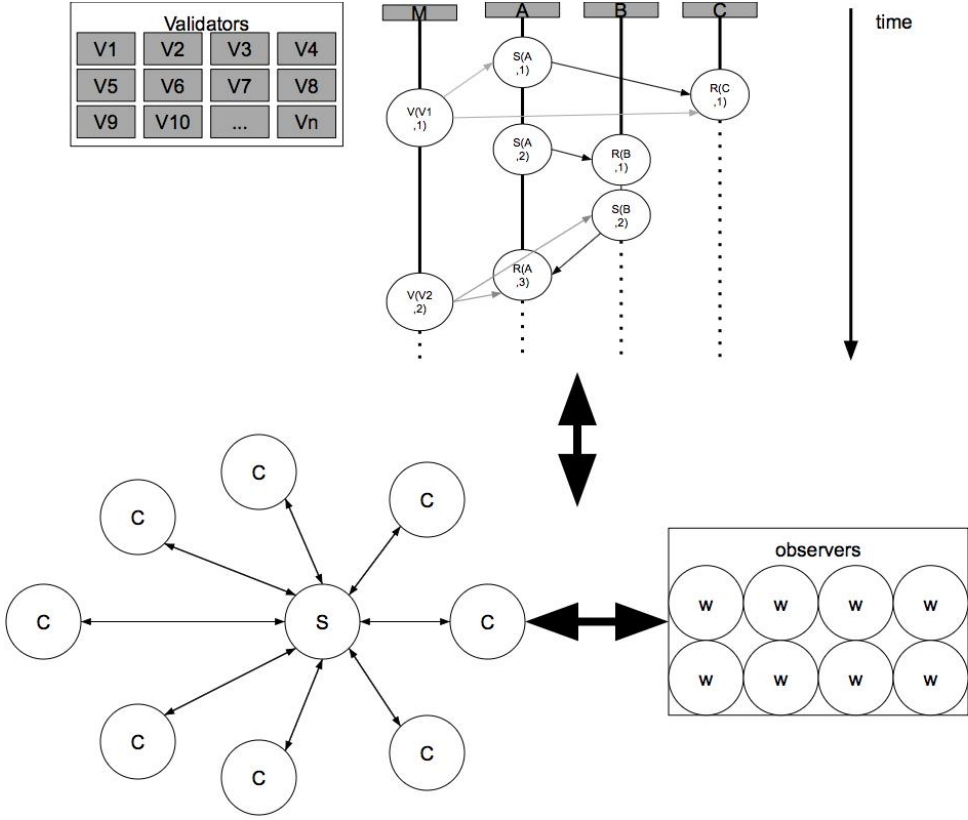 Validators
V1 V2 V3 V4
V5 V6 V7 V8
V9 V10 ... Vn
M A B C
time
S(A
,1)
R(C
,1)
V(V1
,1)
S(A
,2)
R(B
,1)
S(B
,2)
R(A
,3)
V(V2
,2)
C
C
C
C
S
C
C
C
C
observers
w w w w
w w w w